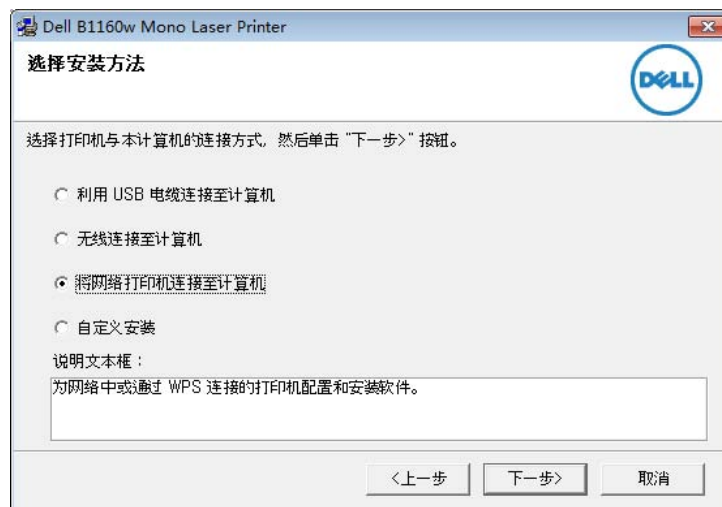 Dell B1160w Mono Laser Printer
选择安装方法
DELL
选择打印机与本计算机的连接方式，然后单击 "下一步>" 按钮。
利用 USB 电缆连接至计算机
无线连接至计算机
将网络打印机连接至计算机
自定义安装
说明文本框：
为网络中或通过 WPS 连接的打印机配置和安装软件。
<上一步
下一步>
取消